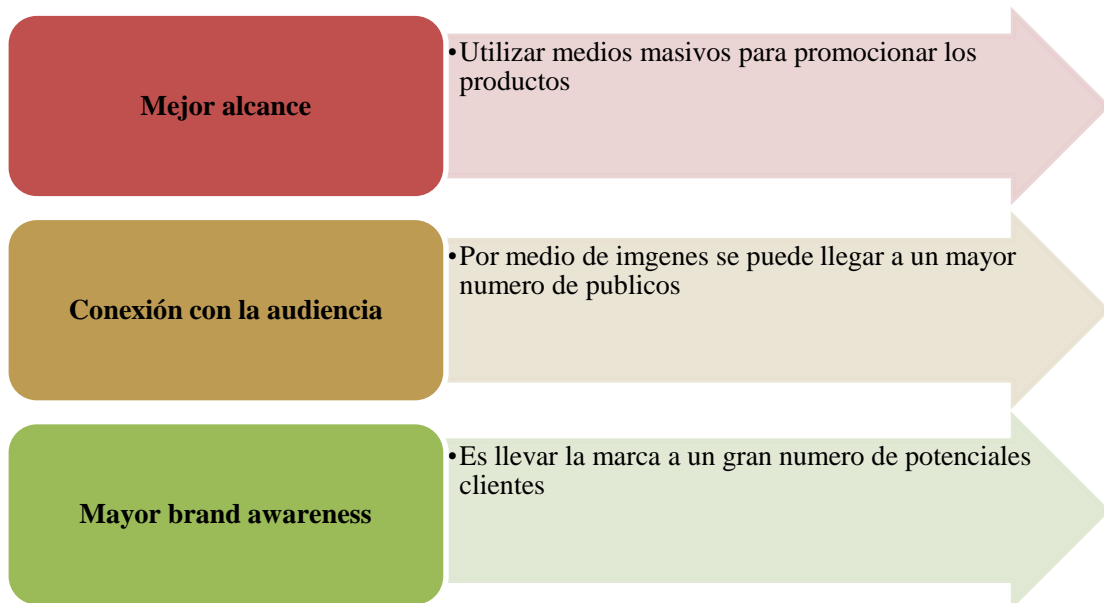 Mejor alcance
•Utilizar medios masivos para promocionar los
productos
Conexión con la audiencia
•Por medio de imgenes se puede llegar a un mayor
numero de publicos
Mayor brand awareness
•Es llevar la marca a un gran numero de potenciales
clientes